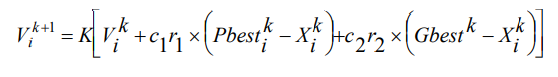 V_i^{k+1} = K[V_i^k + c_1 r_1 × (Pbest_i^k − X_i^k) + c_2 r_2 × (Gbest^k − X_i^k)]